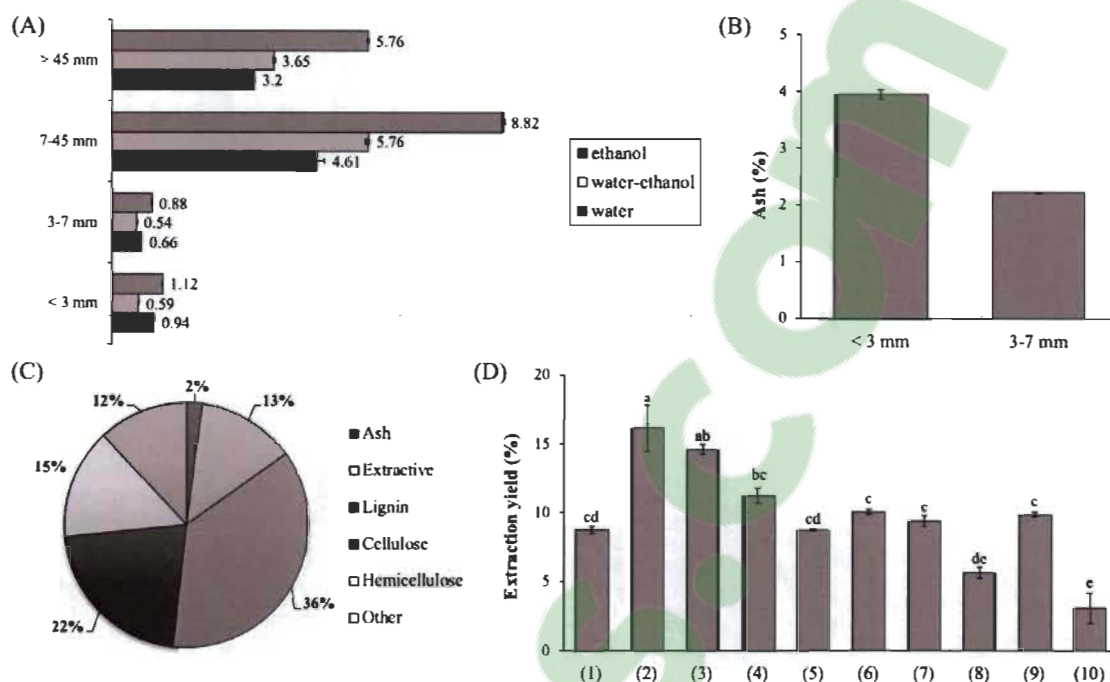 (A)
> 45 mm
5.76
3.65
3.2
7-45 mm
8.82
5.76
4.61
3-7 mm
0.88
0.54
0.66
< 3 mm
1.12
0.59
0.94
ethanol
water-ethanol
water
(B)
Ash (%)
5
4
3
2
1
0
< 3 mm
3-7 mm
(C)
2%
13%
36%
22%
15%
12%
Ash
Extractive
Lignin
Cellulose
Hemicellulose
Other
(D)
Extraction yield (%)
20
15
10
5
0
cd
a
ab
bc
cd
c
c
de
c
e
(1) (2) (3) (4) (5) (6) (7) (8) (9) (10)